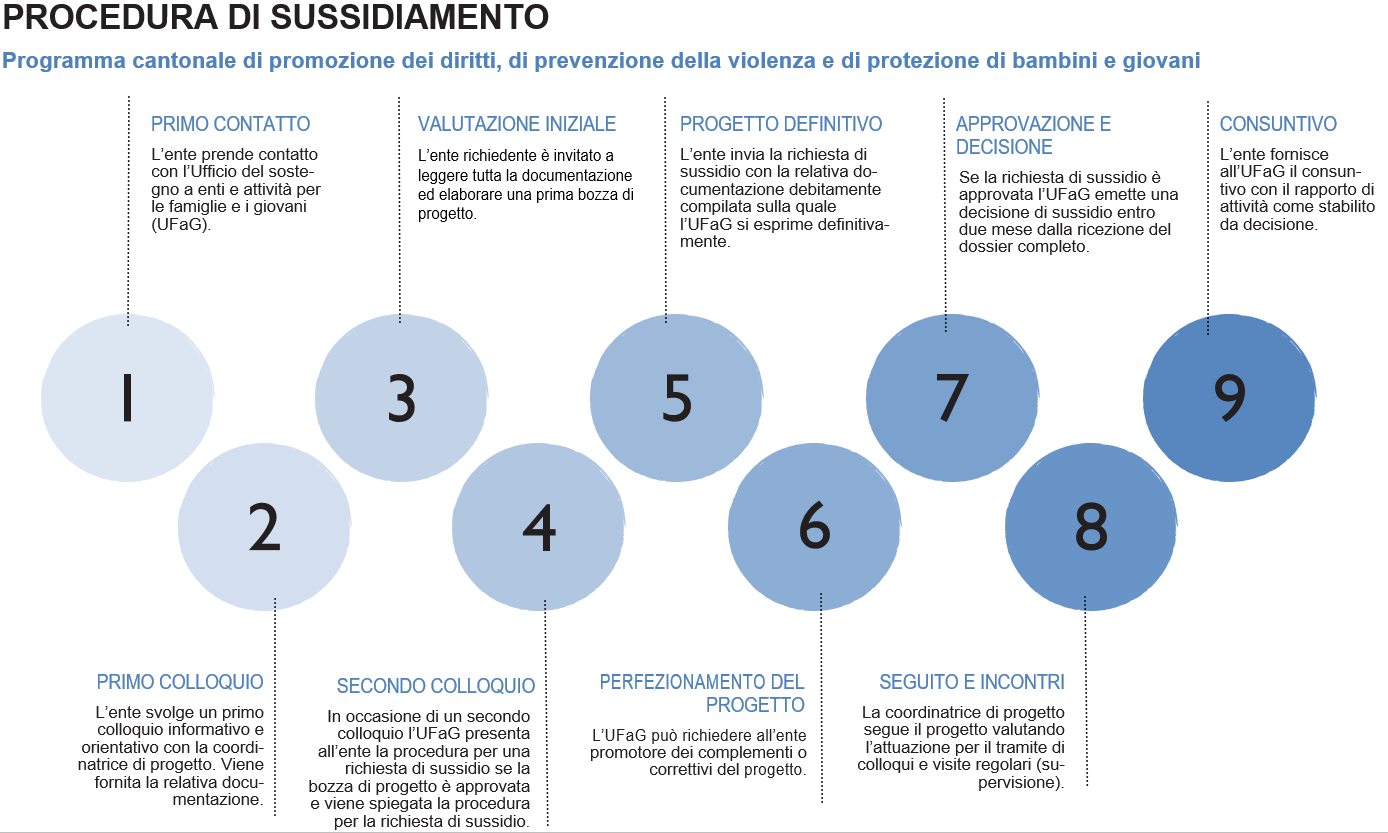 PROCEDURA DI SUSSIDIAMENTO
Programma cantonale di promozione dei diritti, di prevenzione della violenza e di protezione di bambini e giovani
PRIMO CONTATTO
L'ente prende contatto
con l'Ufficio del soste-
gno a enti e attività per
le famiglie e i giovani
(UFaG).
VALUTAZIONE INIZIALE
L'ente richiedente è invitato a
leggere tutta la documentazione
ed elaborare una prima bozza di
progetto.
PROGETTO DEFINITIVO
L'ente invia la richiesta di
sussidio con la relativa do-
cumentazione debitamente
compilata sulla quale
l'UFaG si esprime definitiva-
mente.
APPROVAZIONE E
DECISIONE
Se la richiesta di sussidio è
approvata l'UFaG emette una
decisione di sussidio entro
due mese dalla ricezione del
dossier completo.
CONSUNTIVO
L'ente fornisce
all'UFaG il consun-
tivo con il rapporto di
attività come stabilito
da decisione.
1
3
5
7
9
2
4
6
8
PRIMO COLLOQUIO
L'ente svolge un primo
colloquio informativo e
orientativo con la coordi-
natrice di progetto. Viene
fornita la relativa docu-
mentazione.
SECONDO COLLOQUIO
In occasione di un secondo
colloquio l'UFaG presenta
all'ente la procedura per una
richiesta di sussidio se la
bozza di progetto è approvata
e viene spiegata la procedura
per la richiesta di sussidio.
PERFEZIONAMENTO DEL
PROGETTO
L'UFaG può richiedere all'ente
promotore dei complementi o
correttivi del progetto.
SEGUITO E INCONTRI
La coordinatrice di progetto
segue il progetto valutando
l'attuazione per il tramite di
colloqui e visite regolari (su-
pervisione).